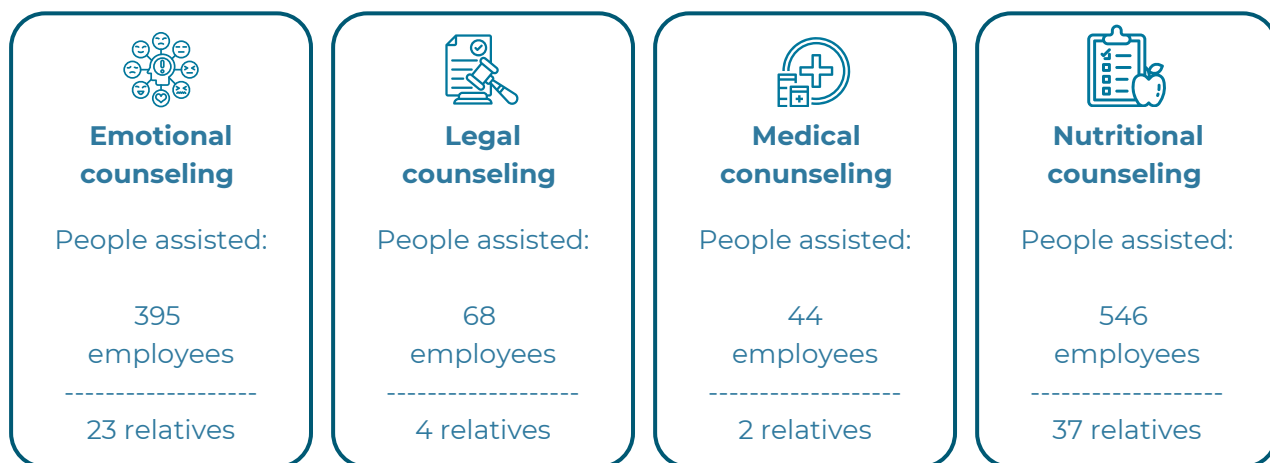 Emotional
counseling
People assisted:
395
employees
-------------------
23 relatives
Legal
counseling
People assisted:
68
employees
-------------------
4 relatives
Medical
conunseling
People assisted:
44
employees
-------------------
2 relatives
Nutritional
counseling
People assisted:
546
employees
-------------------
37 relatives